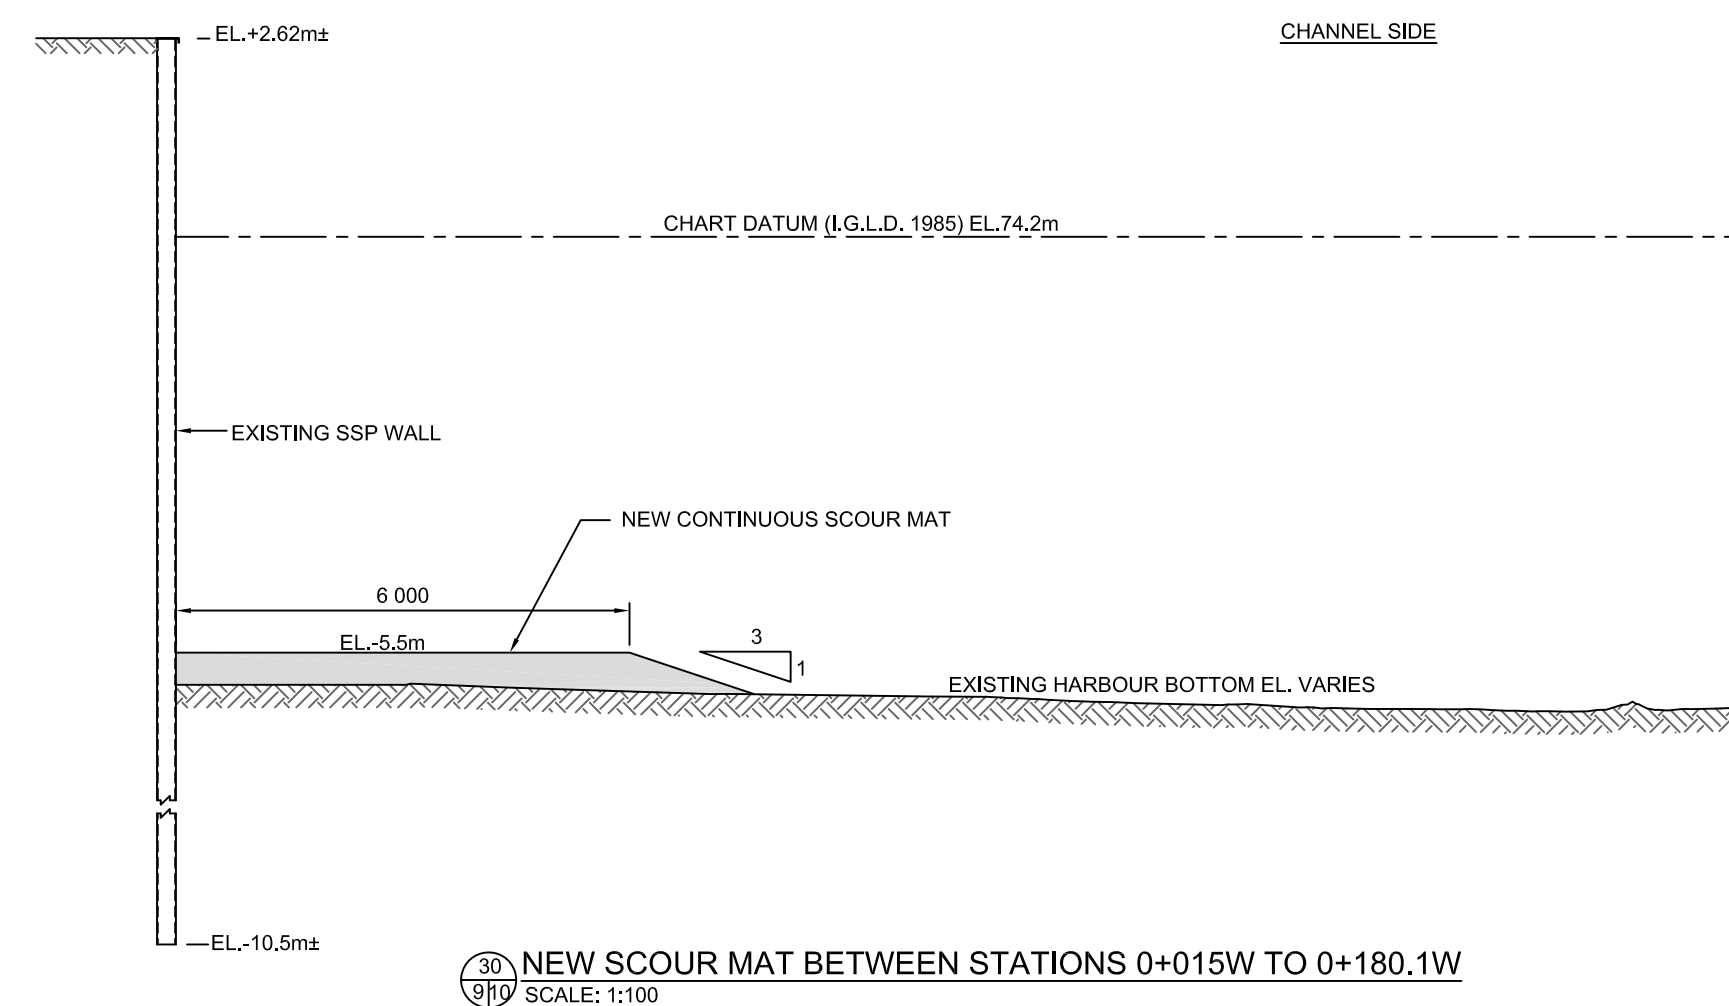 EL.+2.62m±
CHANNEL SIDE
CHART DATUM (I.G.L.D. 1985) EL.74.2m
EXISTING SSP WALL
NEW CONTINUOUS SCOUR MAT
6 000
EL.-5.5m
3
1
EXISTING HARBOUR BOTTOM EL. VARIES
EL.-10.5m±
30
9 10
NEW SCOUR MAT BETWEEN STATIONS 0+015W TO 0+180.1W
SCALE: 1:100